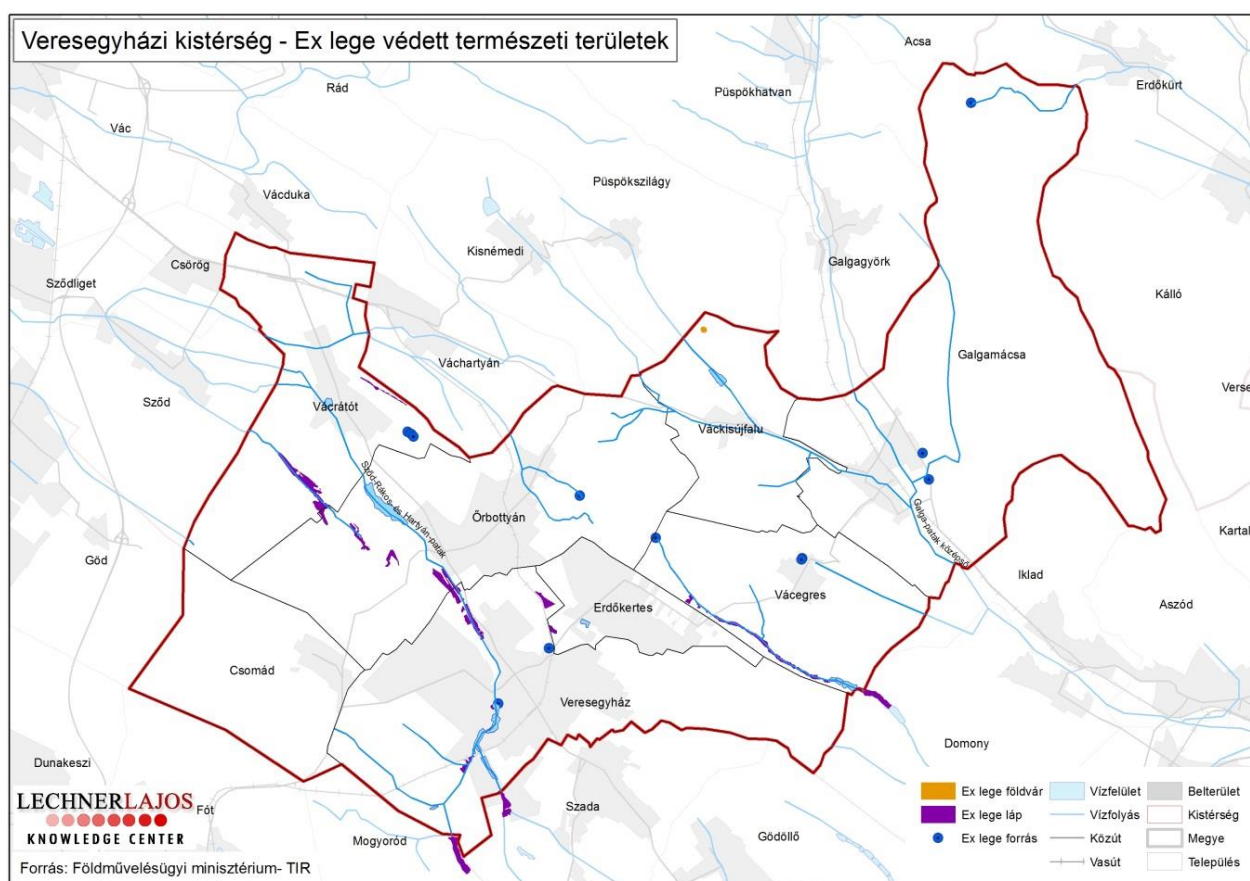 Veresegyházi kistérség - Ex lege védett természeti területek
Acsa
Erdőkürt
Rád
Püspökhatvan
Vác
Püspökszilágy
Vácduka
Kisnémedi
Galgagyörk
Csörög
Sződliget
Kálló
Váchartyán
Galgamácsa
Verse
Sződ
Vácrátót
Váckisújfalu
Sződ-Rákos- és Hartyán-patak
Őrbottyán
Galga-patak középső
Kartal
Göd
Iklad
Aszód
Vácegres
Erdőkertes
Csomád
Veresegyház
Domony
Dunakeszi
Szada
Gödöllő
Fót
Mogyoród
LECHNERLAJOS
KNOWLEDGE CENTER
Forrás: Földművelésügyi minisztérium- TIR
Ex lege földvár
Ex lege láp
Ex lege forrás
Vízfelület
Vízfolyás
Közút
Vasút
Belterület
Kistérség
Megye
Település